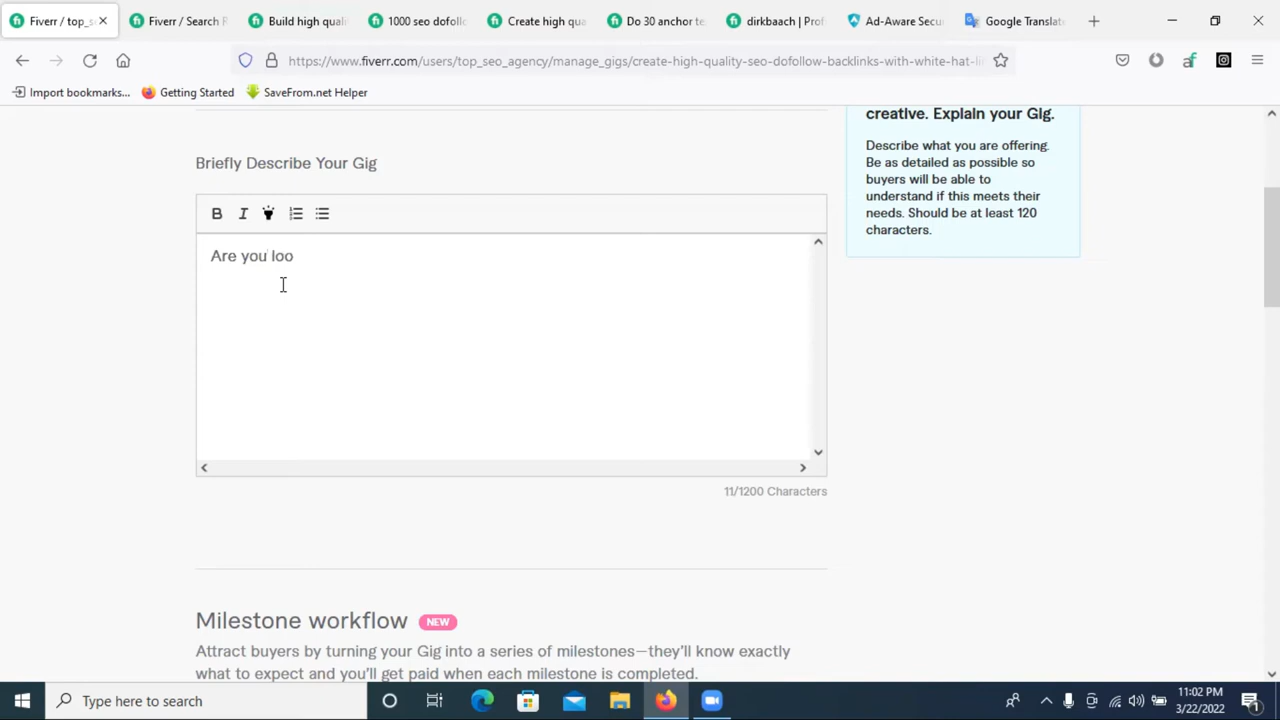 Fiverr / top_s
Fiverr / Search R
Build high quali
1000 seo dofollo
Create high qua
Do 30 anchor te
dirkbaach | Prof
Ad-Aware Secu
Google Translate
https://www.fiverr.com/users/top_seo_agency/manage_gigs/create-high-quality-seo-dofollow-backlinks-with-white-hat-li
Import bookmarks...
Getting Started
SaveFrom.net Helper
creative. Explain your Gig.
Describe what you are offering.
Be as detailed as possible so
buyers will be able to
understand if this meets their
needs. Should be at least 120
characters.
Briefly Describe Your Gig
B I
Are you loo
11/1200 Characters
Milestone workflow NEW
Attract buyers by turning your Gig into a series of milestones—they'll know exactly
what to expect and you'll get paid when each milestone is completed.
Type here to search
11:02 PM
3/22/2022
1